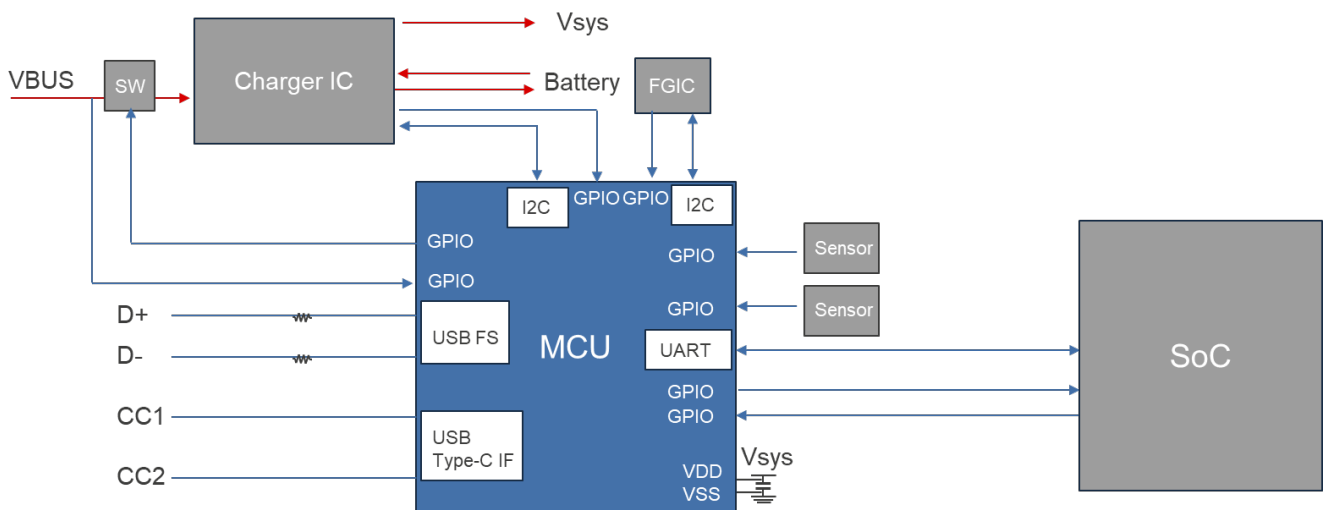 Vsys
VBUS
SW
Charger IC
Battery
FGIC
I2C
GPIO
GPIO
I2C
GPIO
GPIO
Sensor
GPIO
D+
USB FS
GPIO
Sensor
D-
MCU
UART
SoC
GPIO
CC1
GPIO
USB
Type-C IF
CC2
VDD
Vsys
VSS